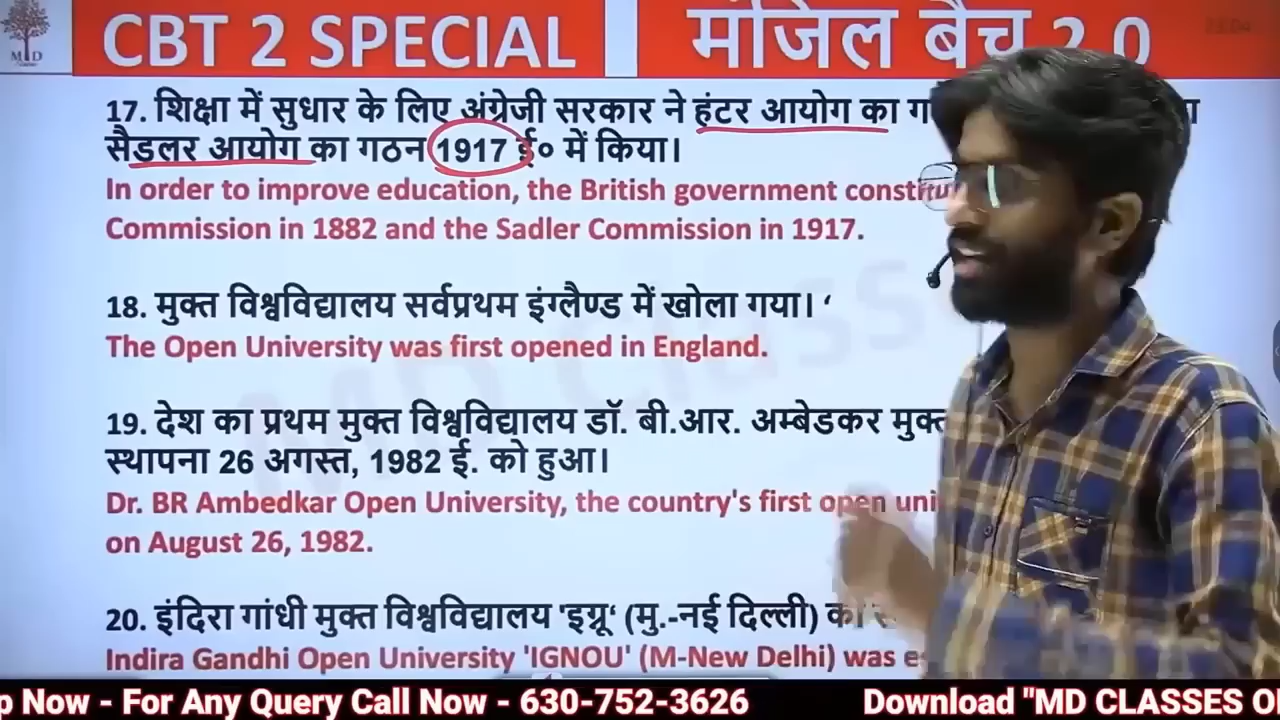 MD
CBT 2 SPECIAL
मंजिल बैच 2.0
17. शिक्षा में सुधार के लिए अंग्रेजी सरकार ने हंटर आयोग का
सैडलर आयोग का गठन 1917 ई० में किया।
In order to improve education, the British government
Commission in 1882 and the Sadler Commission in 1917.
18. मुक्त विश्वविद्यालय सर्वप्रथम इंग्लैण्ड में खोला गया। ‘
The Open University was first opened in England.
19. देश का प्रथम मुक्त विश्वविद्यालय डॉ. बी.आर. अम्बेडकर मुक्त
स्थापना 26 अगस्त, 1982 ई. को हुआ।
Dr. BR Ambedkar Open University, the country's first open
on August 26, 1982.
20. इंदिरा गांधी मुक्त विश्वविद्यालय 'इग्नू‘ (मु.-नई दिल्ली)
Indira Gandhi Open University 'IGNOU' (M-New Delhi) was
MD Class
p Now - For Any Query Call Now - 630-752-3626
Download "MD CLASSES